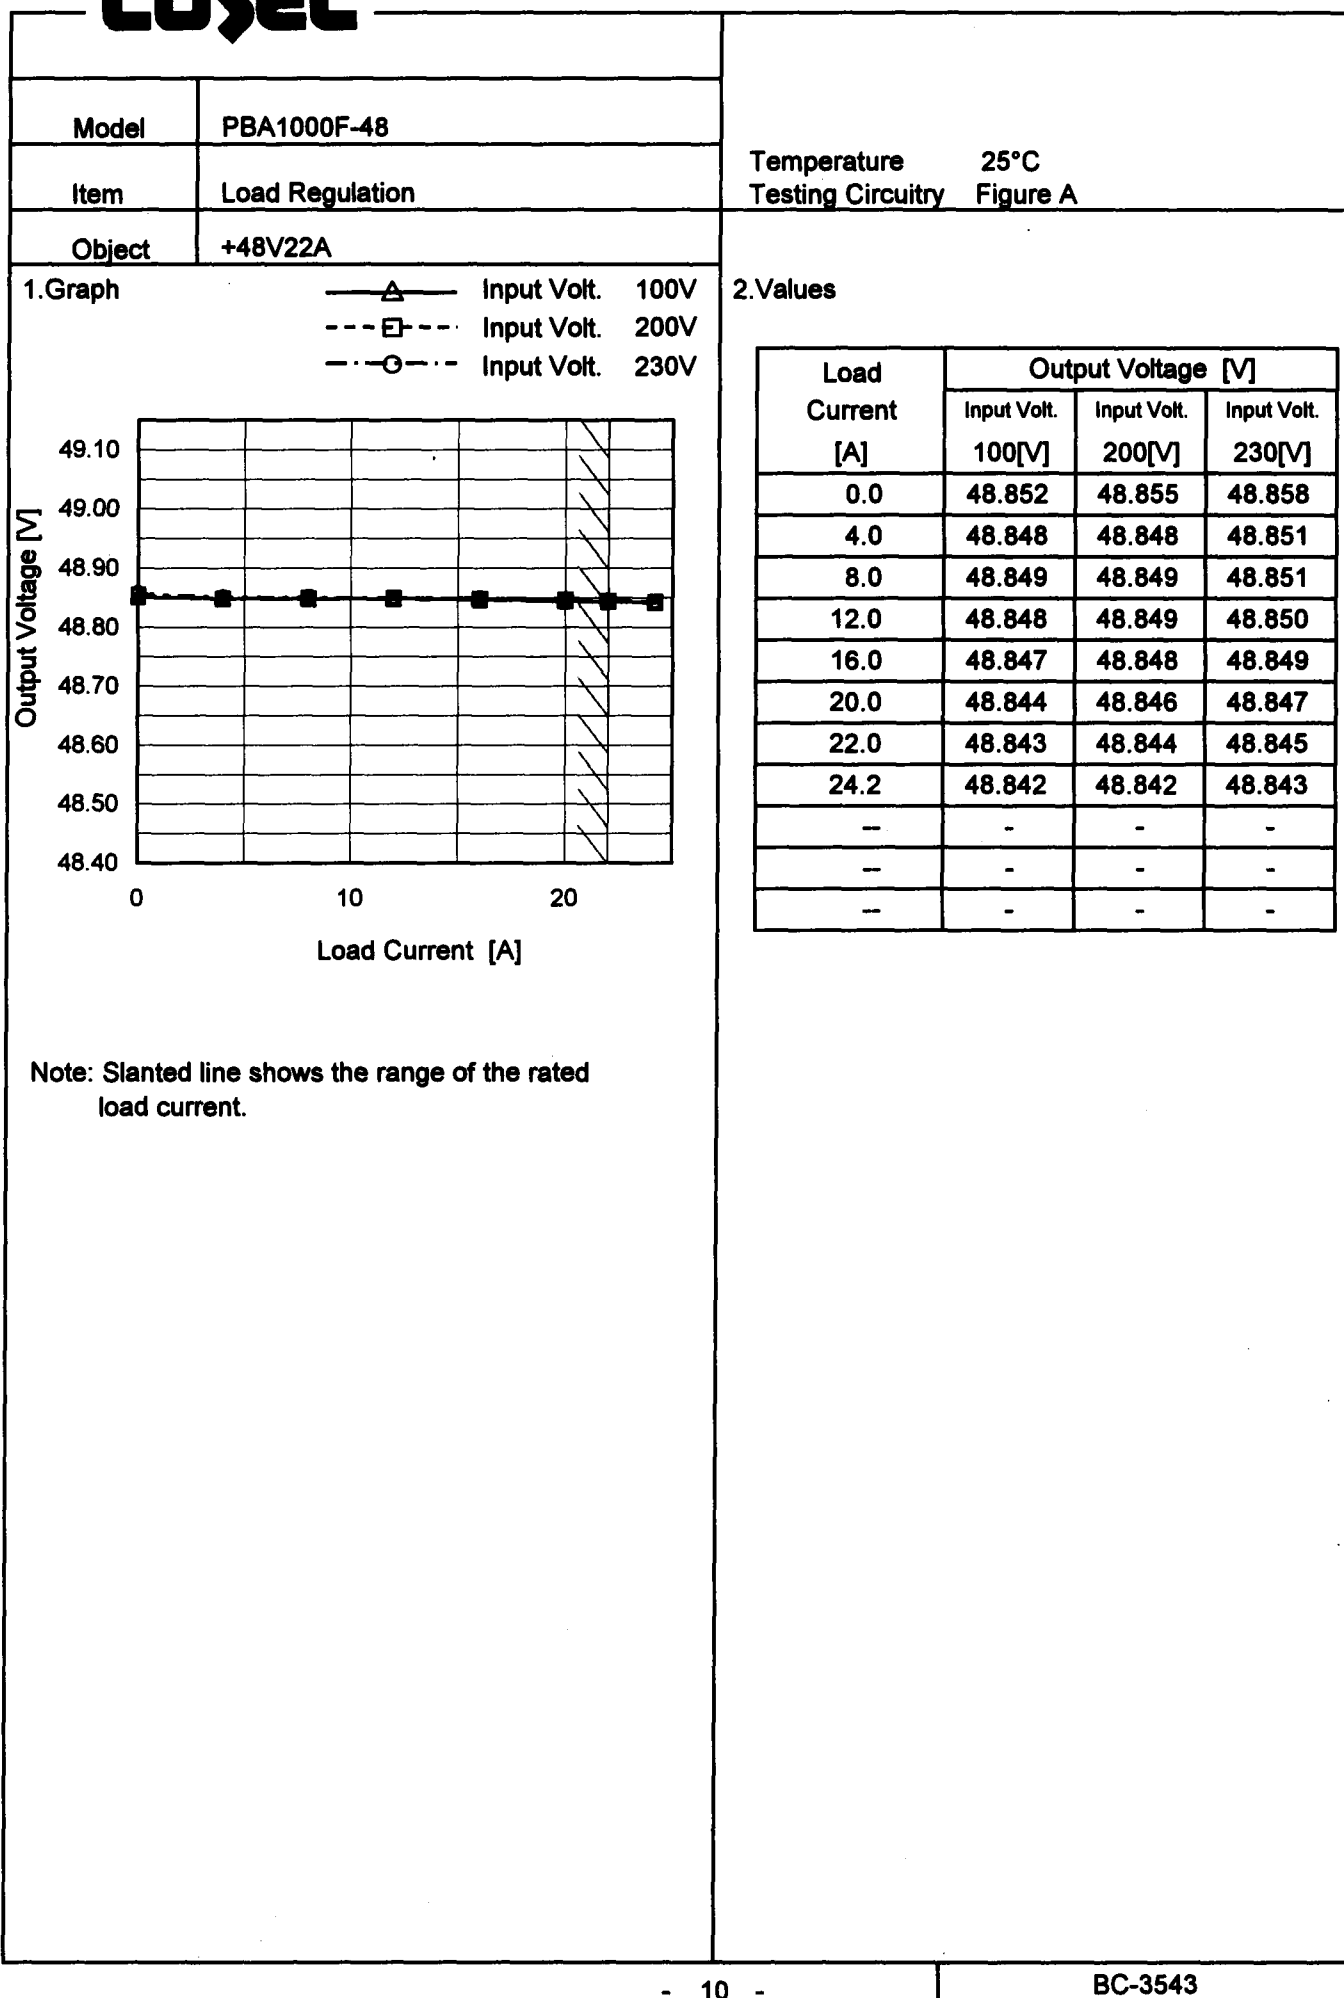 COSEL
Model PBA1000F-48
Item Load Regulation
Object +48V22A
Temperature 25°C
Testing Circuitry Figure A
1.Graph
Input Volt. 100V
Input Volt. 200V
Input Volt. 230V
Output Voltage [V]
49.10
49.00
48.90
48.80
48.70
48.60
48.50
48.40
0 10 20
Load Current [A]
Note: Slanted line shows the range of the rated
load current.
2.Values
Load Output Voltage [V]
Current Input Volt. Input Volt. Input Volt.
[A] 100[V] 200[V] 230[V]
0.0 48.852 48.855 48.858
4.0 48.848 48.848 48.851
8.0 48.849 48.849 48.851
12.0 48.848 48.849 48.850
16.0 48.847 48.848 48.849
20.0 48.844 48.846 48.847
22.0 48.843 48.844 48.845
24.2 48.842 48.842 48.843
-- - - -
-- - - -
-- - - -
- 10 -
BC-3543